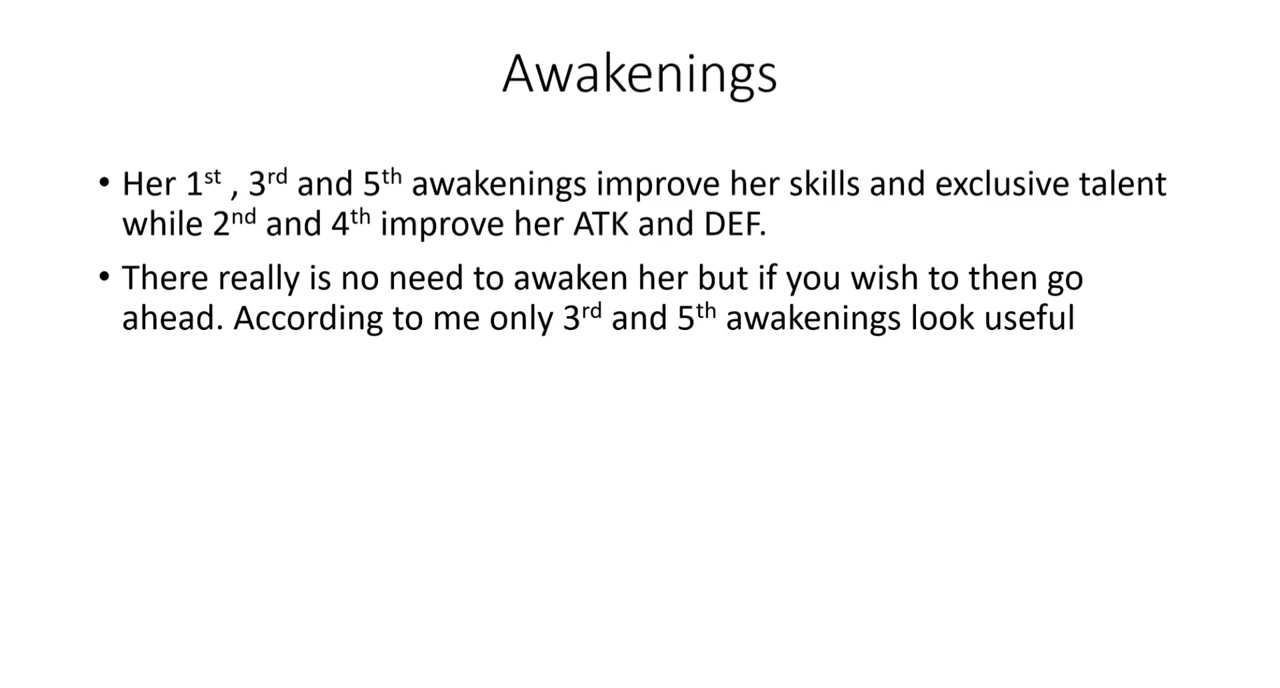 Awakenings
• Her 1st , 3rd and 5th awakenings improve her skills and exclusive talent
while 2nd and 4th improve her ATK and DEF.
• There really is no need to awaken her but if you wish to then go
ahead. According to me only 3rd and 5th awakenings look useful